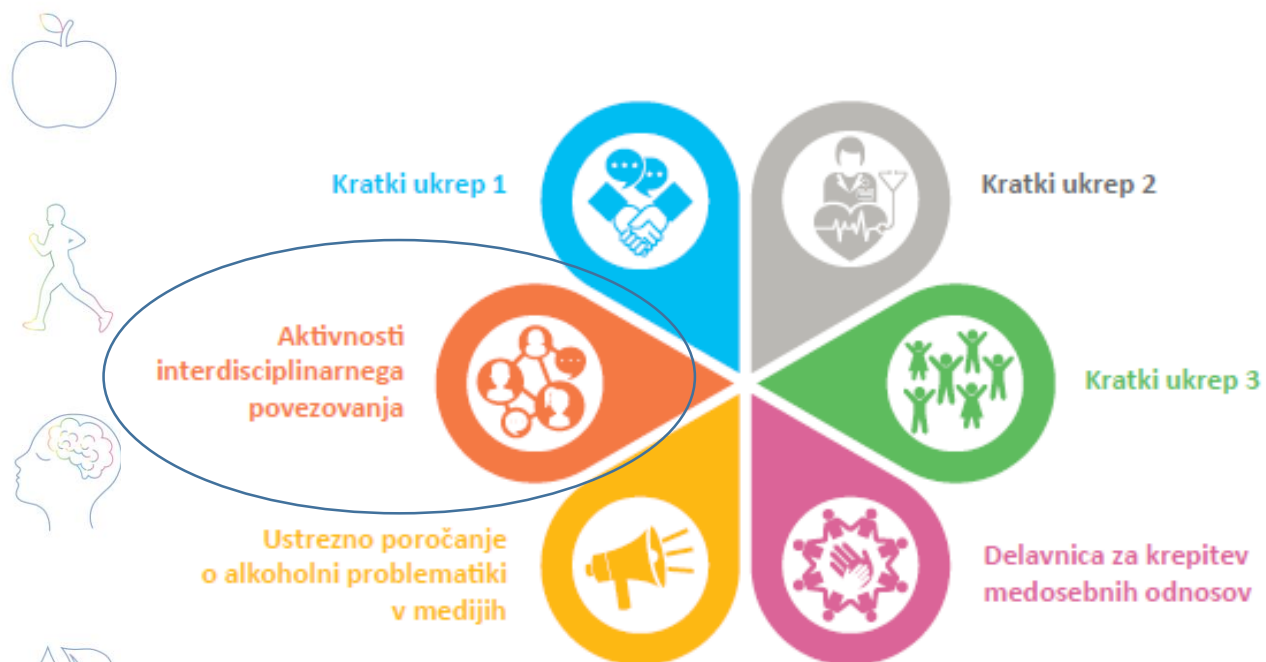 Kratki ukrep 1
Kratki ukrep 2
Aktivnosti
interdisciplinarnega
povezovanja
Kratki ukrep 3
Ustrezno poročanje
o alkoholni problematiki
v medijih
Delavnica za krepitev
medosebnih odnosov